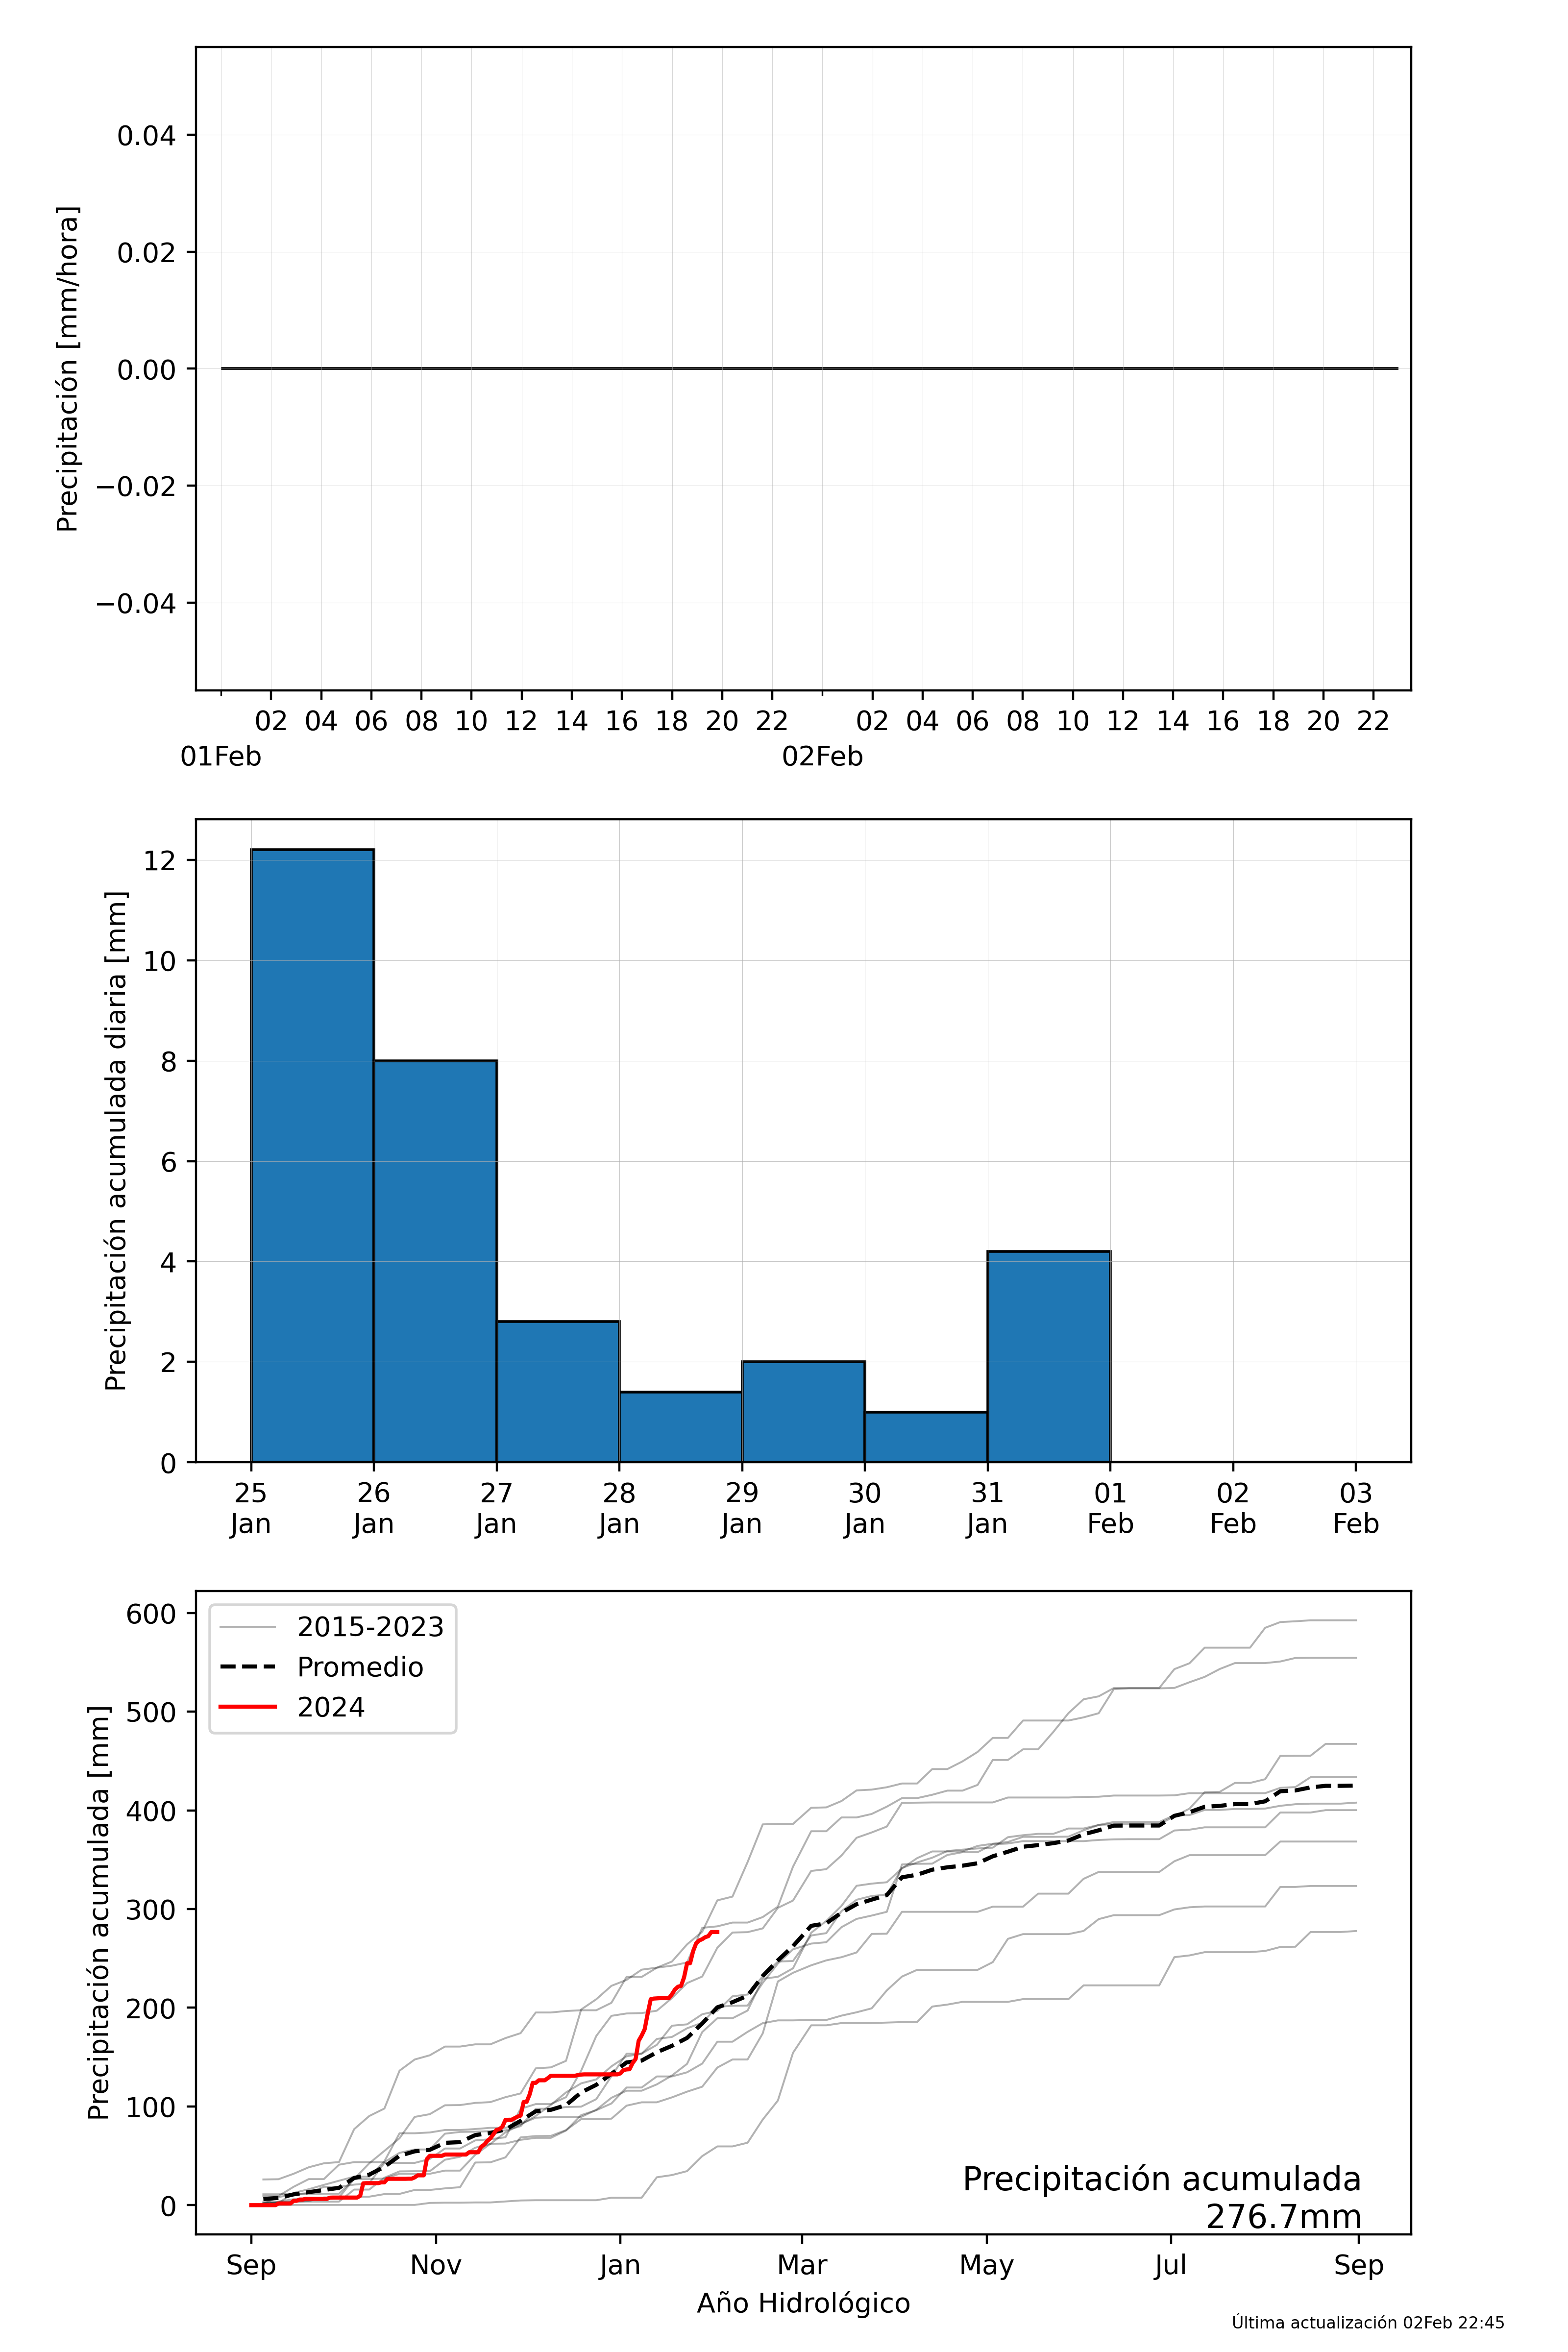 Precipitación [mm/hora]
0.04
0.02
0.00
−0.02
−0.04
02 04 06 08 10 12 14 16 18 20 22 02 04 06 08 10 12 14 16 18 20 22
01Feb 02Feb
Precipitación acumulada diaria [mm]
12
10
8
6
4
2
0
25 26 27 28 29 30 31 01 02 03
Jan Jan Jan Jan Jan Jan Jan Feb Feb Feb
Precipitación acumulada [mm]
600
500
400
300
200
100
0
2015-2023
Promedio
2024
Precipitación acumulada
276.7mm
Sep Nov Jan Mar May Jul Sep
Año Hidrológico
Última actualización 02Feb 22:45